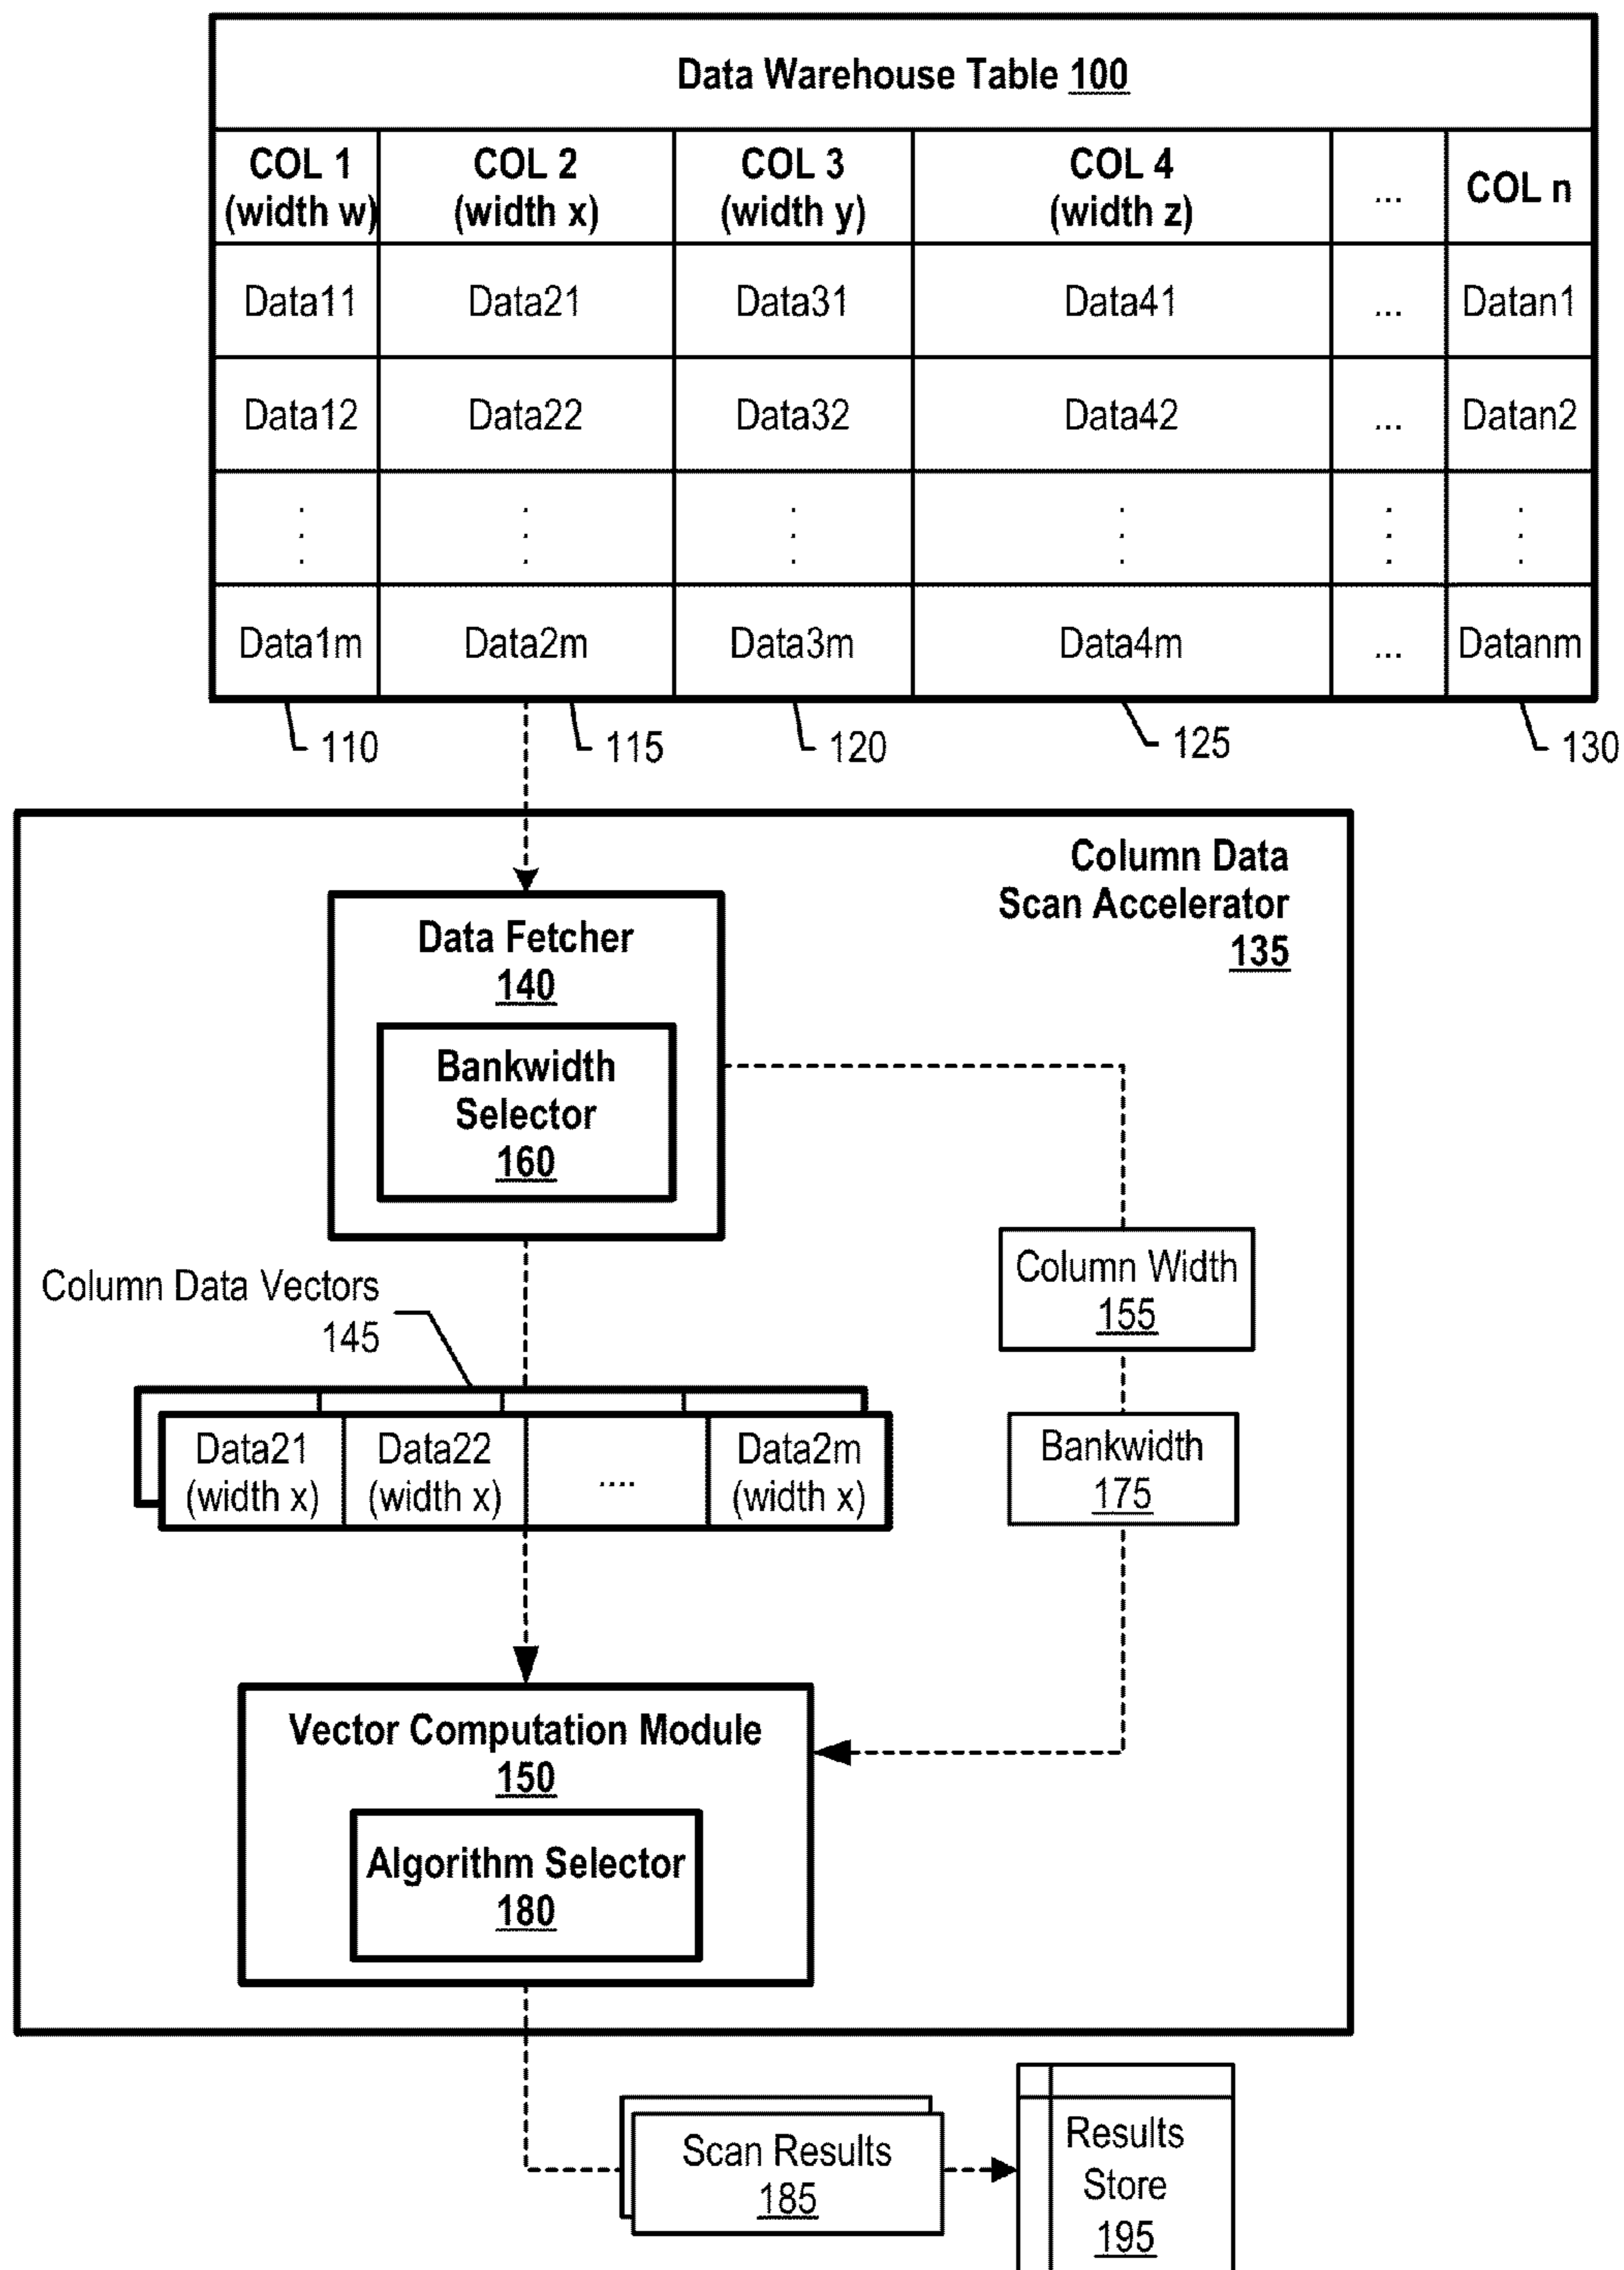 Data Warehouse Table 100
COL 1 COL 2 COL 3 COL 4 ... COL n
(width w) (width x) (width y) (width z)
Data11 Data21 Data31 Data41 ... Datan1
Data12 Data22 Data32 Data42 ... Datan2
Data1m Data2m Data3m Data4m ... Datanm
110 115 120 125 130
Column Data
Scan Accelerator
135
Data Fetcher
140
Bankwidth
Selector
160
Column Width
155
Column Data Vectors
145
Bankwidth
175
Data21 Data22 .... Data2m
(width x) (width x) (width x)
Vector Computation Module
150
Algorithm Selector
180
Scan Results
185
Results
Store
195